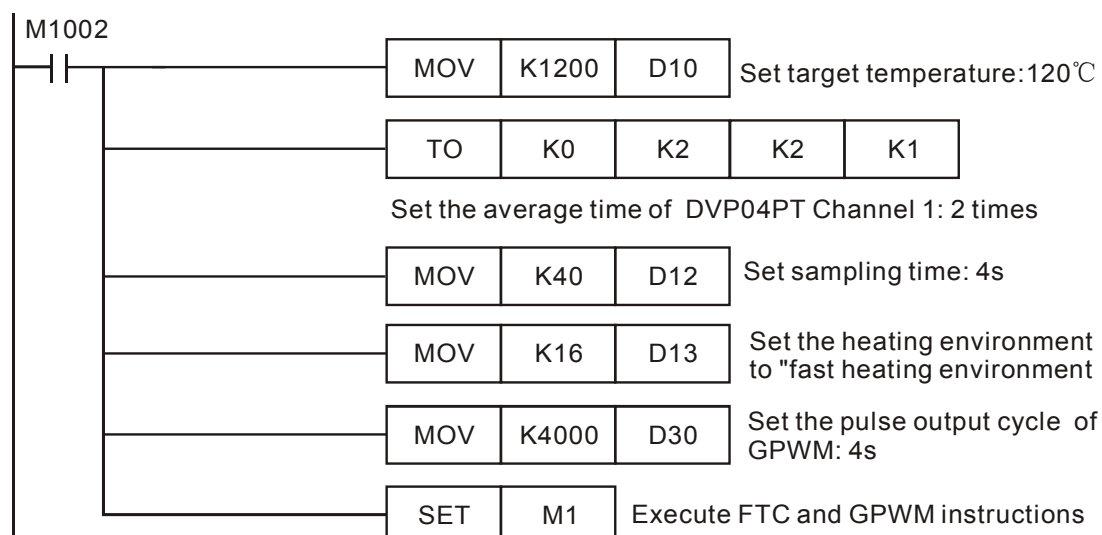 M1002
MOV K1200 D10 Set target temperature:120℃
TO K0 K2 K2 K1
Set the average time of DVP04PT Channel 1: 2 times
MOV K40 D12 Set sampling time: 4s
MOV K16 D13 Set the heating environment
to "fast heating environment
MOV K4000 D30 Set the pulse output cycle of
GPWM: 4s
SET M1 Execute FTC and GPWM instructions